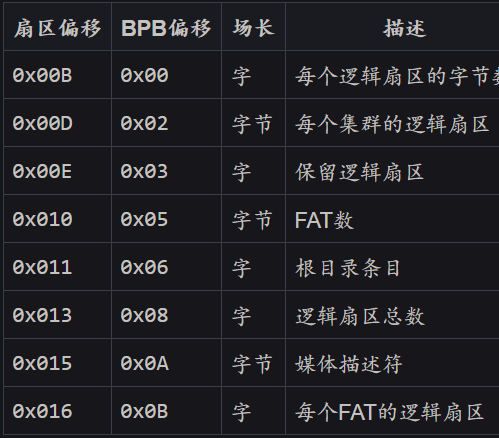 扇区偏移 BPB偏移 场长 描述
0x00B 0x00 字 每个逻辑扇区的字节数
0x00D 0x02 字节 每个集群的逻辑扇区
0x00E 0x03 字 保留逻辑扇区
0x010 0x05 字节 FAT数
0x011 0x06 字 根目录条目
0x013 0x08 字 逻辑扇区总数
0x015 0x0A 字节 媒体描述符
0x016 0x0B 字 每个FAT的逻辑扇区